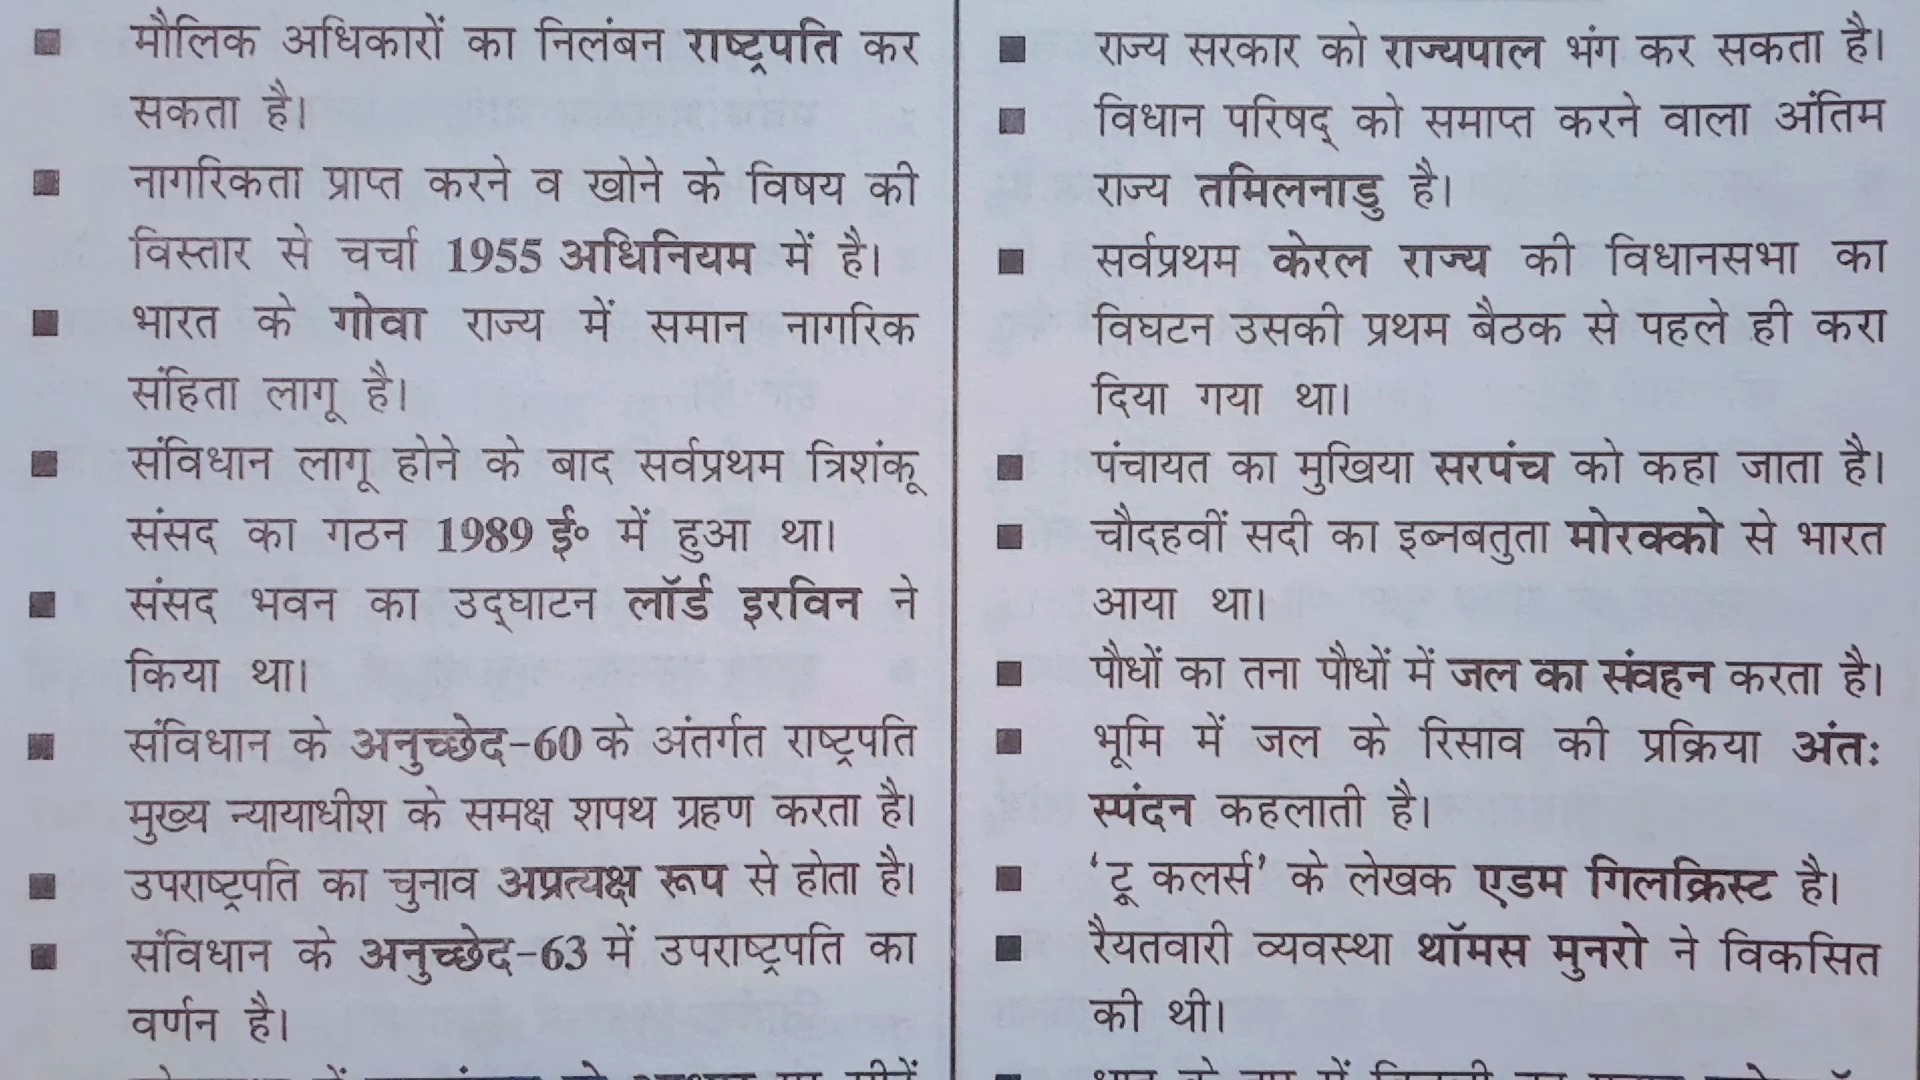 ■ मौलिक अधिकारों का निलंबन राष्ट्रपति कर
सकता है।
■ नागरिकता प्राप्त करने व खोने के विषय की
विस्तार से चर्चा 1955 अधिनियम में है।
■ भारत के गोवा राज्य में समान नागरिक
संहिता लागू है।
■ संविधान लागू होने के बाद सर्वप्रथम त्रिशंकू
संसद का गठन 1989 ई० में हुआ था।
■ संसद भवन का उद्घाटन लॉर्ड इरविन ने
किया था।
■ संविधान के अनुच्छेद-60 के अंतर्गत राष्ट्रपति
मुख्य न्यायाधीश के समक्ष शपथ ग्रहण करता है।
■ उपराष्ट्रपति का चुनाव अप्रत्यक्ष रूप से होता है।
■ संविधान के अनुच्छेद-63 में उपराष्ट्रपति का
वर्णन है।
■ राज्य सरकार को राज्यपाल भंग कर सकता है।
■ विधान परिषद् को समाप्त करने वाला अंतिम
राज्य तमिलनाडु है।
■ सर्वप्रथम केरल राज्य की विधानसभा का
विघटन उसकी प्रथम बैठक से पहले ही करा
दिया गया था।
■ पंचायत का मुखिया सरपंच को कहा जाता है।
■ चौदहवीं सदी का इब्नबतुता मोरक्को से भारत
आया था।
■ पौधों का तना पौधों में जल का संवहन करता है।
■ भूमि में जल के रिसाव की प्रक्रिया अंतः
स्पंदन कहलाती है।
■ ‘ट्रू कलर्स’ के लेखक एडम गिलक्रिस्ट है।
■ रैयतवारी व्यवस्था थॉमस मुनरो ने विकसित
की थी।